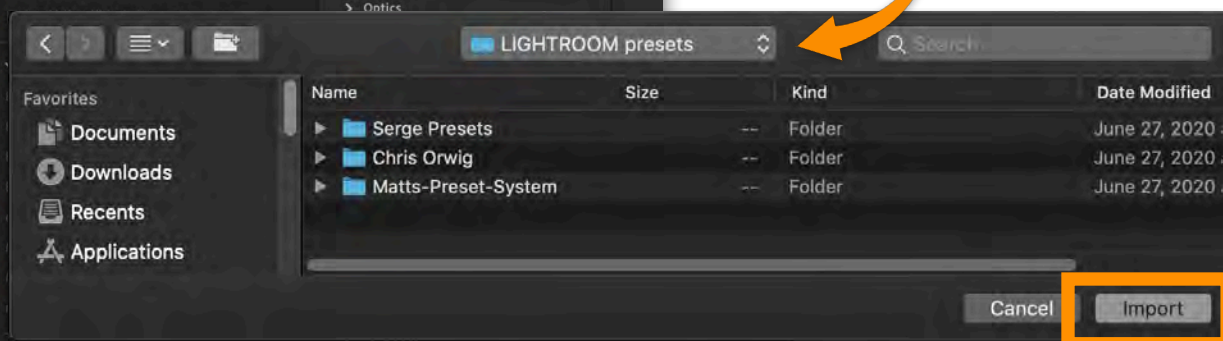 > Optics
LIGHTROOM presets
Search
Favorites
Name Size Kind Date Modified
Documents
Serge Presets -- Folder June 27, 2020
Downloads
Chris Orwig -- Folder June 27, 2020
Matts-Preset-System -- Folder June 27, 2020
Recents
Applications
Cancel Import